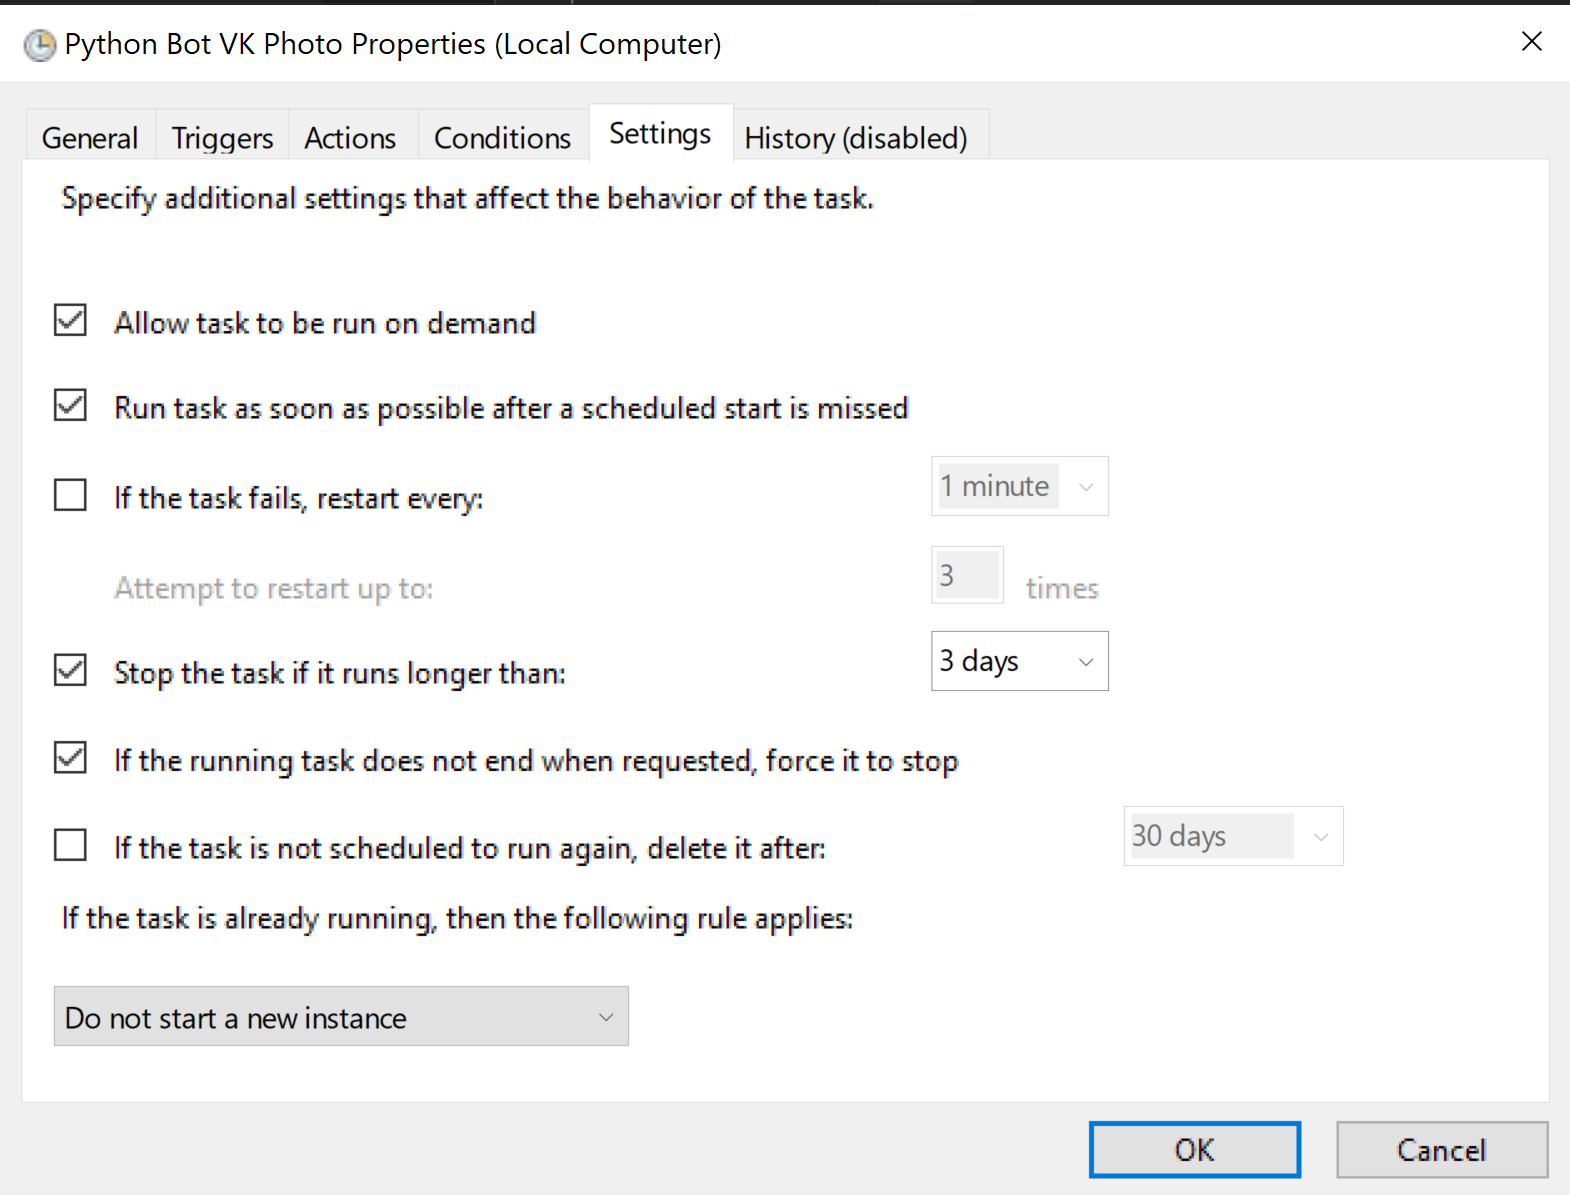 Python Bot VK Photo Properties (Local Computer)
General Triggers Actions Conditions Settings History (disabled)
Specify additional settings that affect the behavior of the task.
Allow task to be run on demand
Run task as soon as possible after a scheduled start is missed
If the task fails, restart every: 1 minute
Attempt to restart up to: 3 times
Stop the task if it runs longer than: 3 days
If the running task does not end when requested, force it to stop
If the task is not scheduled to run again, delete it after: 30 days
If the task is already running, then the following rule applies:
Do not start a new instance
OK Cancel